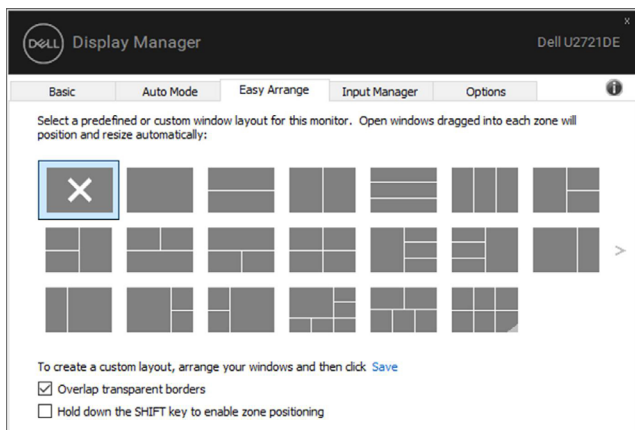 x
DELL Display Manager Dell U2721DE
Basic Auto Mode Easy Arrange Input Manager Options
Select a predefined or custom window layout for this monitor. Open windows dragged into each zone will
position and resize automatically:
>
To create a custom layout, arrange your windows and then click Save
Overlap transparent borders
Hold down the SHIFT key to enable zone positioning